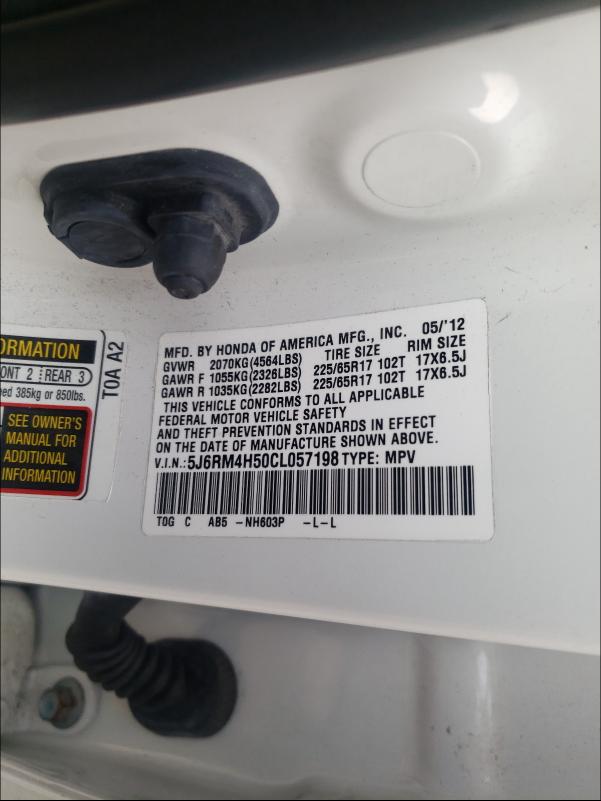 ORMATION
FRONT 2 REAR 3
ed 385kg or 850lbs.
SEE OWNER'S
MANUAL FOR
ADDITIONAL
INFORMATION
TOA A2
MFD. BY HONDA OF AMERICA MFG., INC. 05/'12
GVWR 2070KG(4564LBS) TIRE SIZE RIM SIZE
GAWR F 1055KG(2326LBS) 225/65R17 102T 17X6.5J
GAWR R 1035KG(2282LBS) 225/65R17 102T 17X6.5J
THIS VEHICLE CONFORMS TO ALL APPLICABLE
FEDERAL MOTOR VEHICLE SAFETY
AND THEFT PREVENTION STANDARDS IN EFFECT
ON THE DATE OF MANUFACTURE SHOWN ABOVE.
V.I.N.:5J6RM4H50CL057198 TYPE: MPV
TOG C AB5 -NH603P -L-L